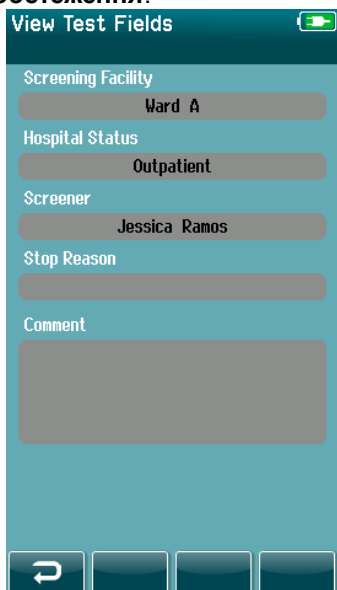 View Test Fields
Screening Facility
Ward A
Hospital Status
Outpatient
Screener
Jessica Ramos
Stop Reason
Comment